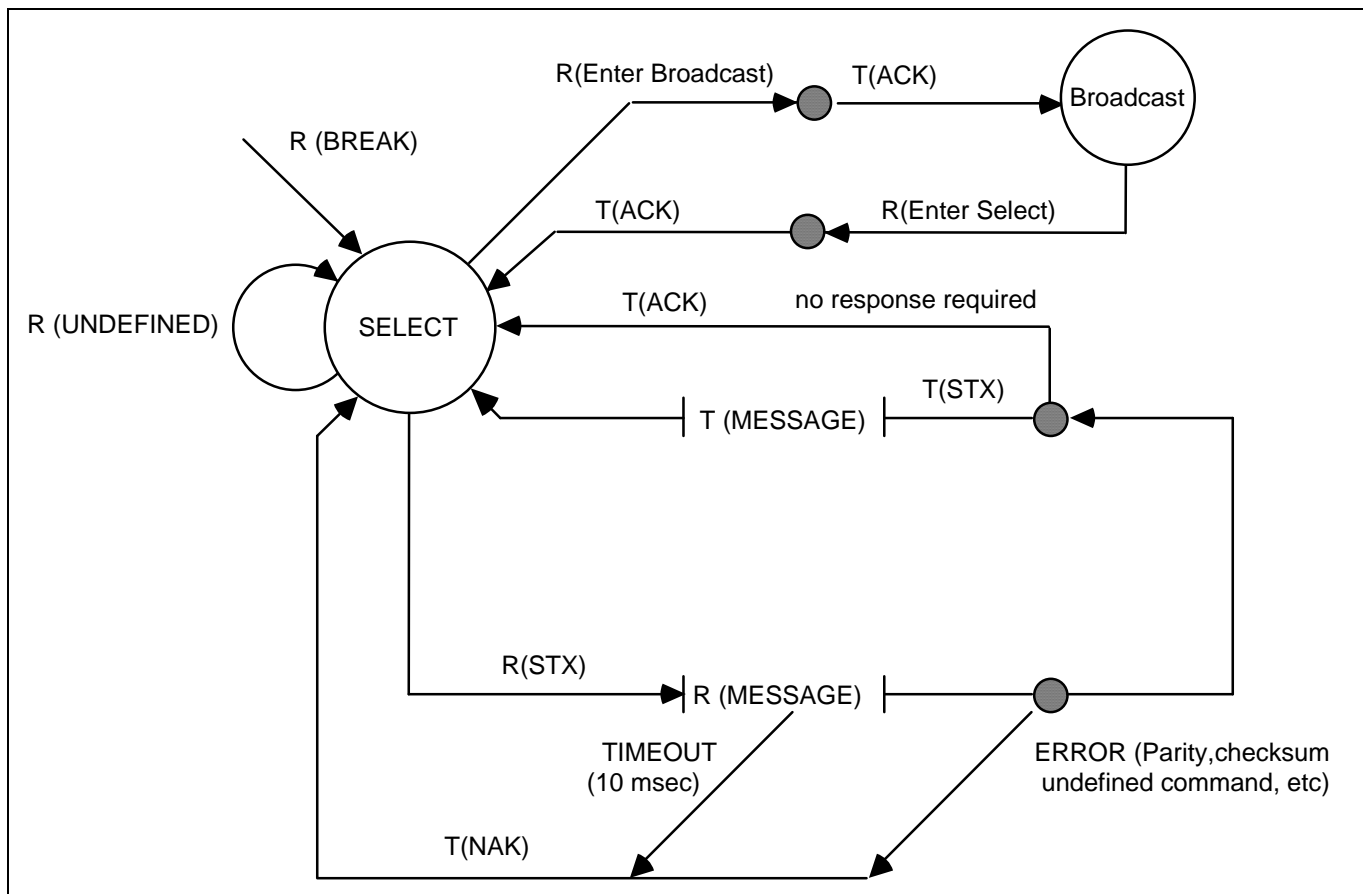 R(Enter Broadcast)
T(ACK)
Broadcast
R (BREAK)
T(ACK)
R(Enter Select)
T(ACK)
no response required
R (UNDEFINED)
SELECT
T(STX)
T (MESSAGE)
R(STX)
R (MESSAGE)
TIMEOUT
(10 msec)
ERROR (Parity,checksum
undefined command, etc)
T(NAK)